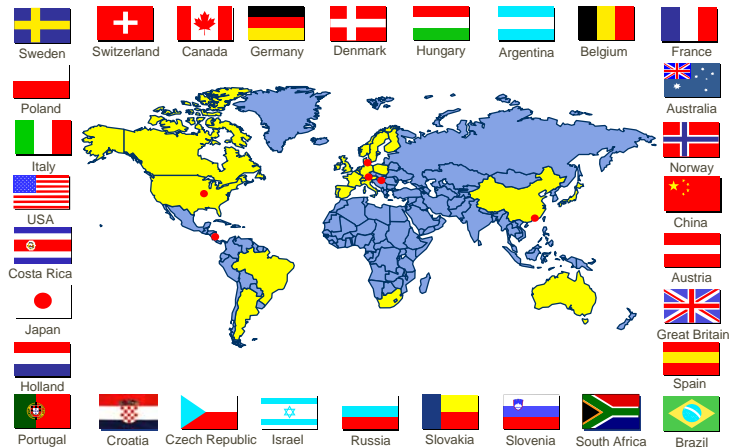 Sweden
Switzerland
Canada
Germany
Denmark
Hungary
Argentina
Belgium
France
Poland
Australia
Italy
Norway
USA
China
Costa Rica
Austria
Japan
Great Britain
Holland
Spain
Portugal
Croatia
Czech Republic
Israel
Russia
Slovakia
Slovenia
South Africa
Brazil